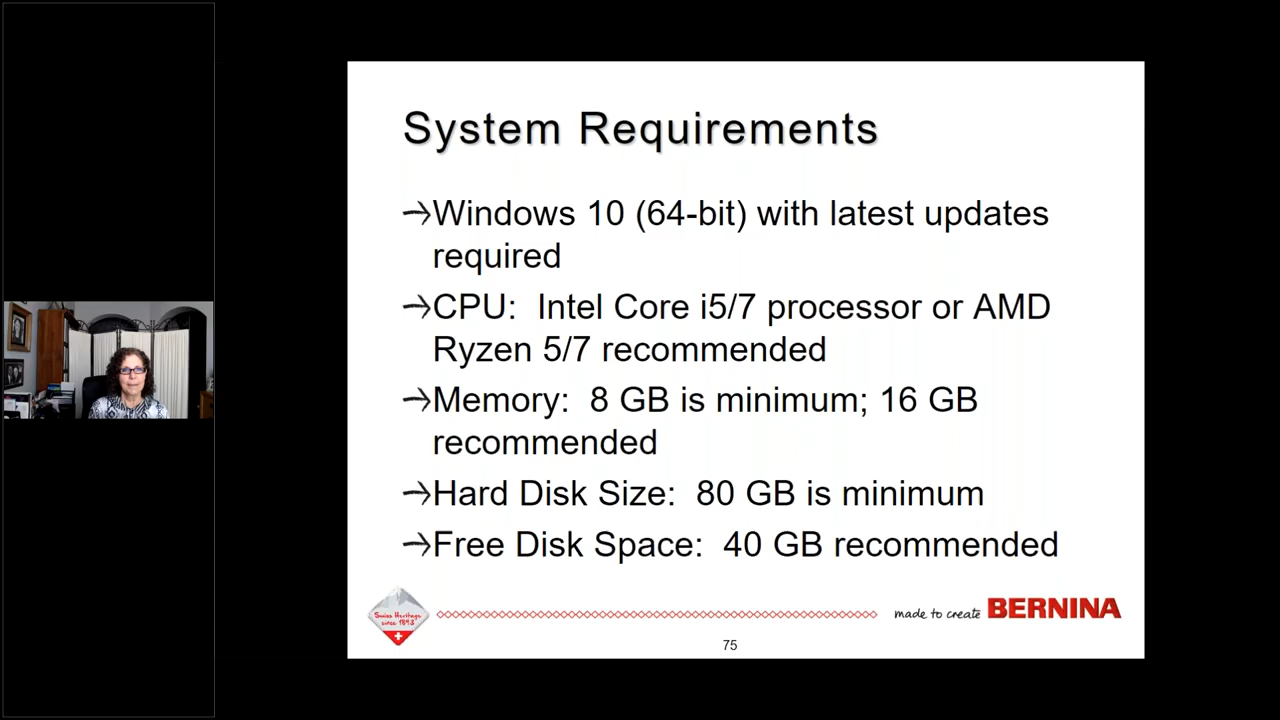 System Requirements
Windows 10 (64-bit) with latest updates
required
CPU: Intel Core i5/7 processor or AMD
Ryzen 5/7 recommended
Memory: 8 GB is minimum; 16 GB
recommended
Hard Disk Size: 80 GB is minimum
Free Disk Space: 40 GB recommended
Swiss Heritage
since 1893
made to create BERNINA
75